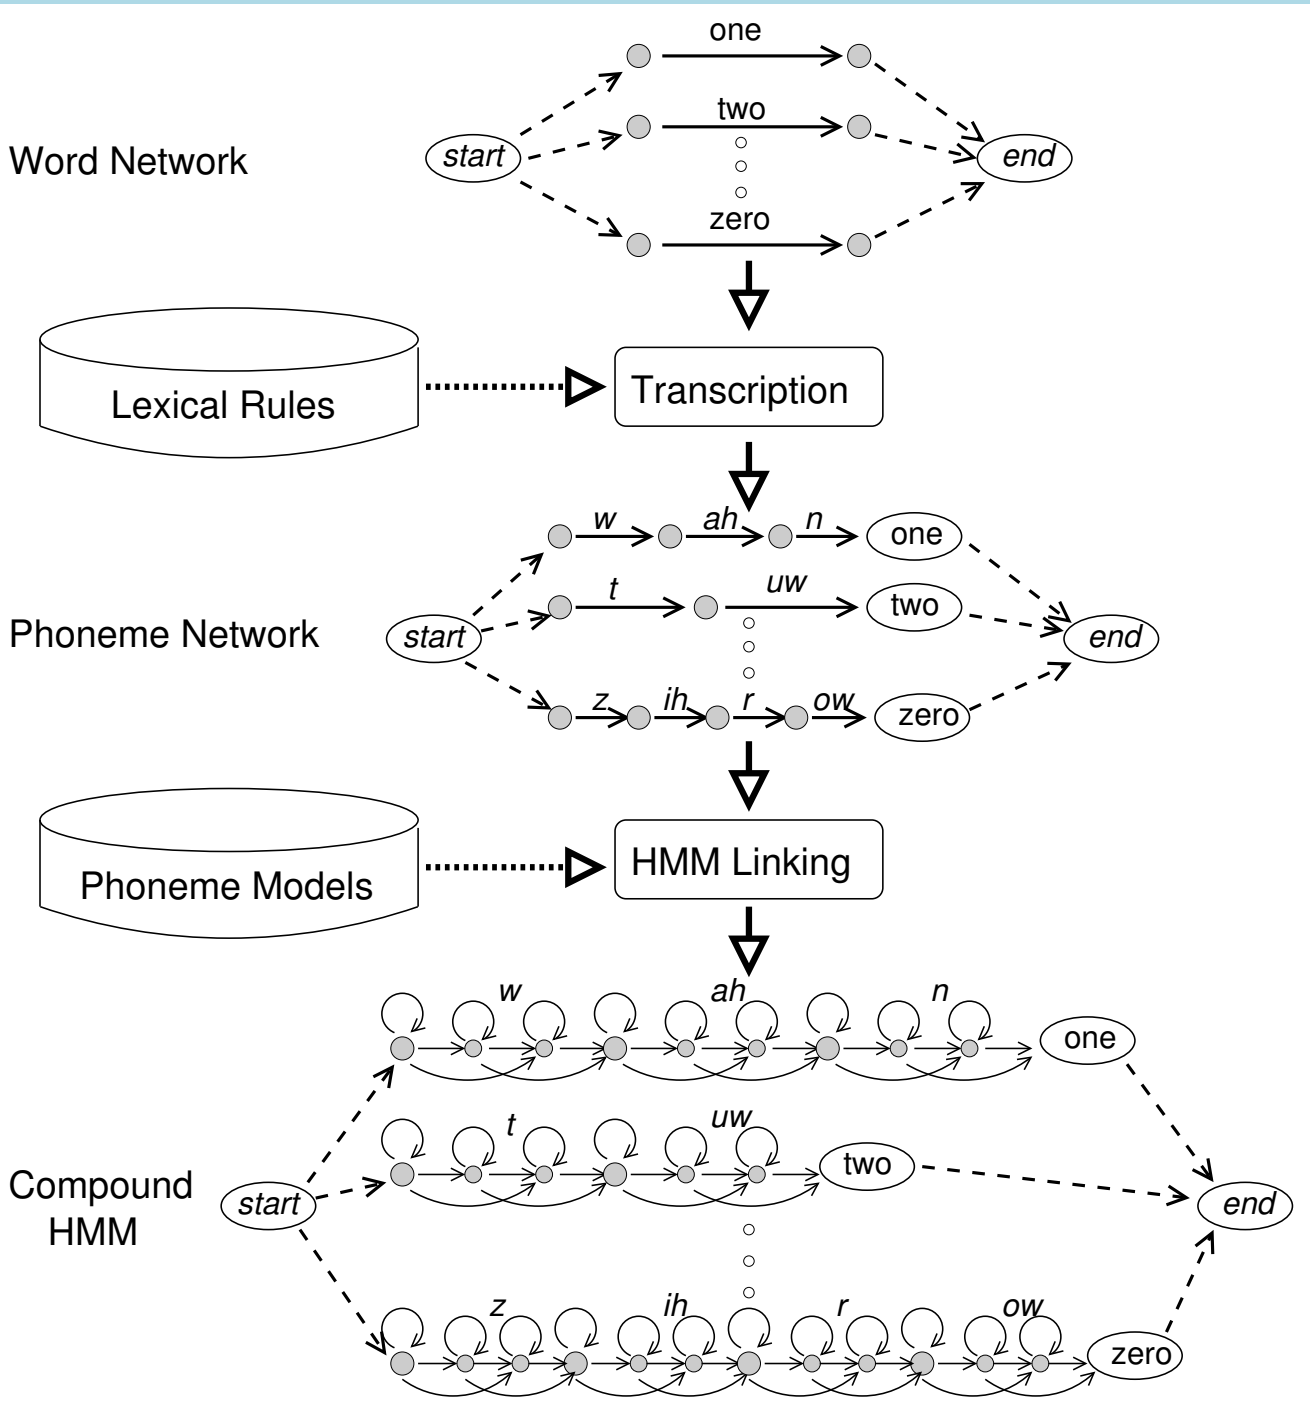 one
two
Word Network
start
end
zero
Lexical Rules
Transcription
w ah n one
t uw two
Phoneme Network
start
end
z ih r ow zero
Phoneme Models
HMM Linking
w ah n
one
t uw
two
Compound
HMM
start
end
z ih r ow
zero